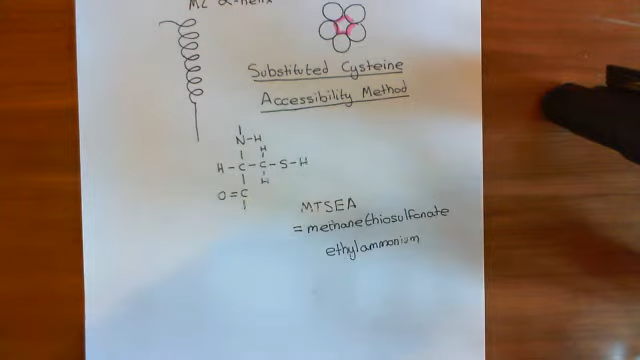 M2 α-helix
Substituted Cysteine
Accessibility Method
N-H
H
H-C-C-S-H
H
O=C
MTSEA
= methanethiosulfonate
ethylammonium